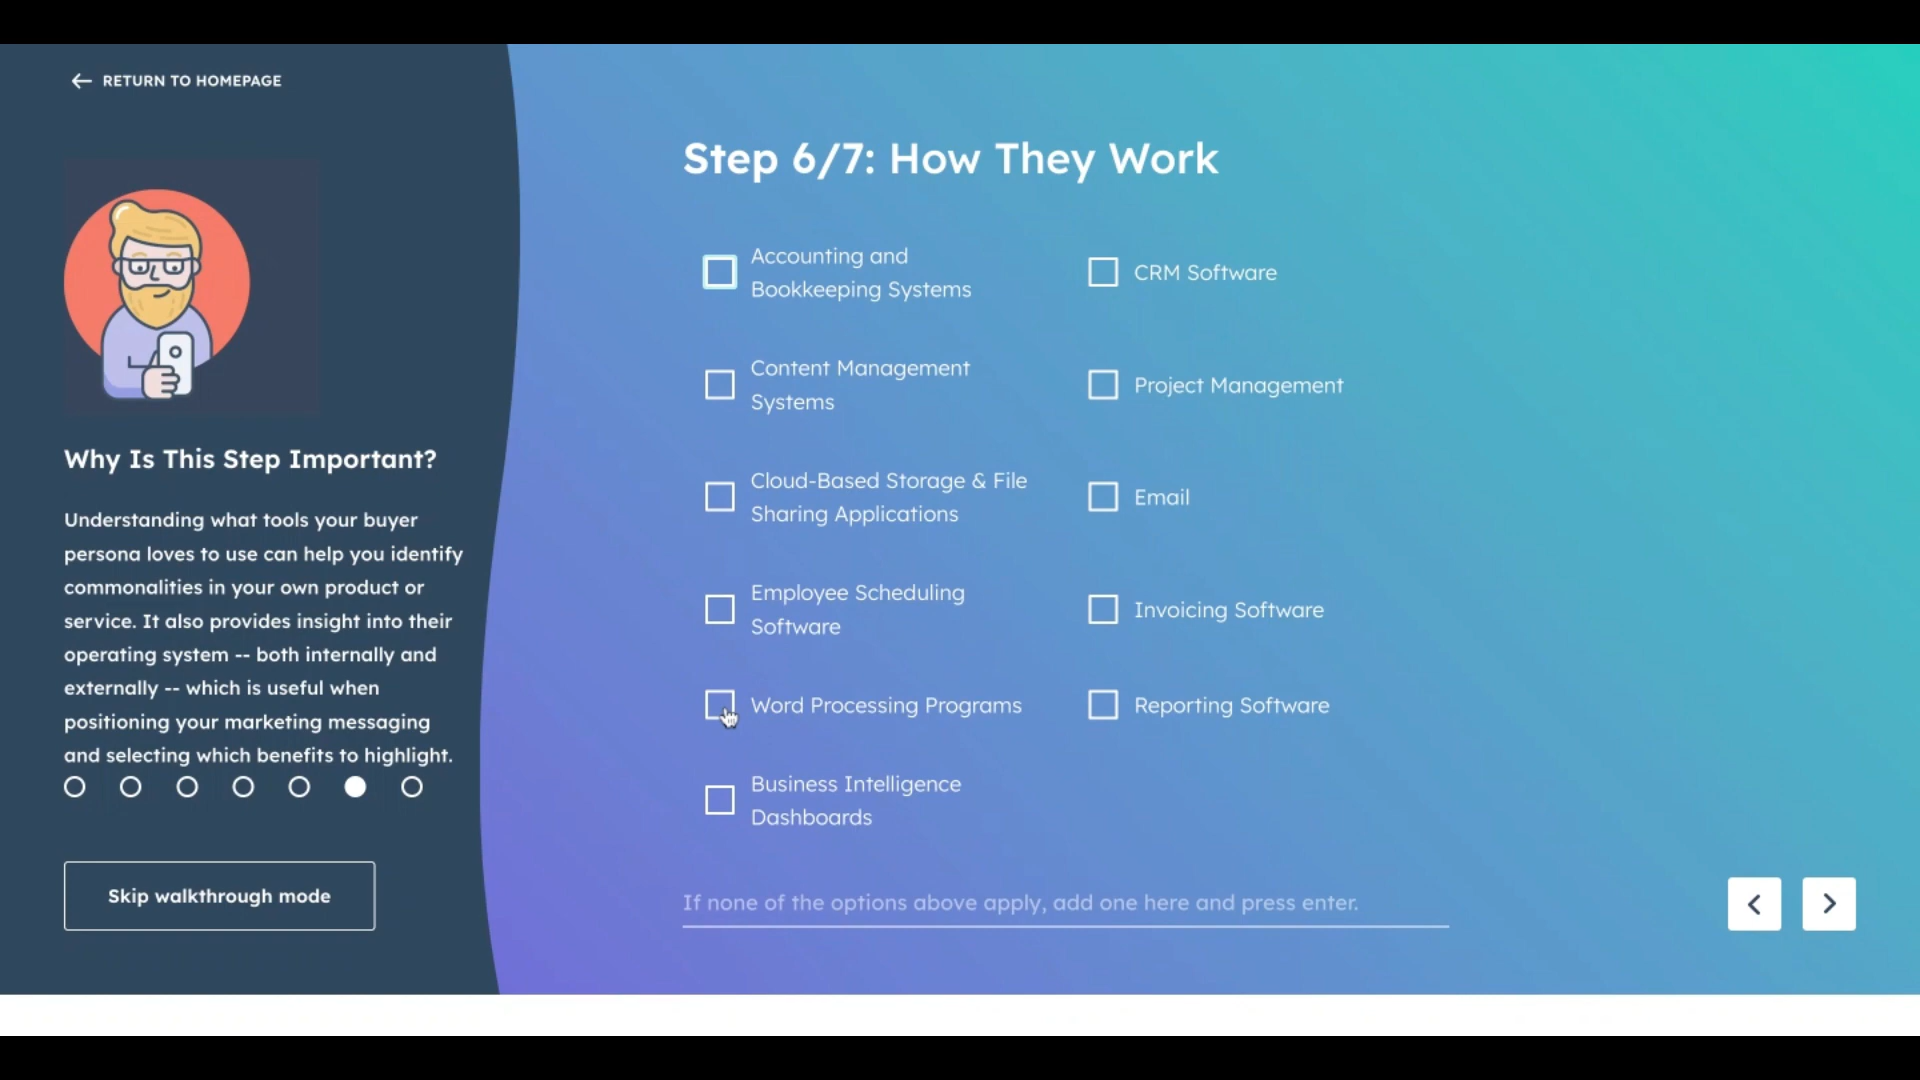 RETURN TO HOMEPAGE
Why Is This Step Important?
Understanding what tools your buyer
persona loves to use can help you identify
commonalities in your own product or
service. It also provides insight into their
operating system -- both internally and
externally -- which is useful when
positioning your marketing messaging
and selecting which benefits to highlight.
Skip walkthrough mode
Step 6/7: How They Work
Accounting and
Bookkeeping Systems
CRM Software
Content Management
Systems
Project Management
Cloud-Based Storage & File
Sharing Applications
Email
Employee Scheduling
Software
Invoicing Software
Word Processing Programs
Reporting Software
Business Intelligence
Dashboards
If none of the options above apply, add one here and press enter.